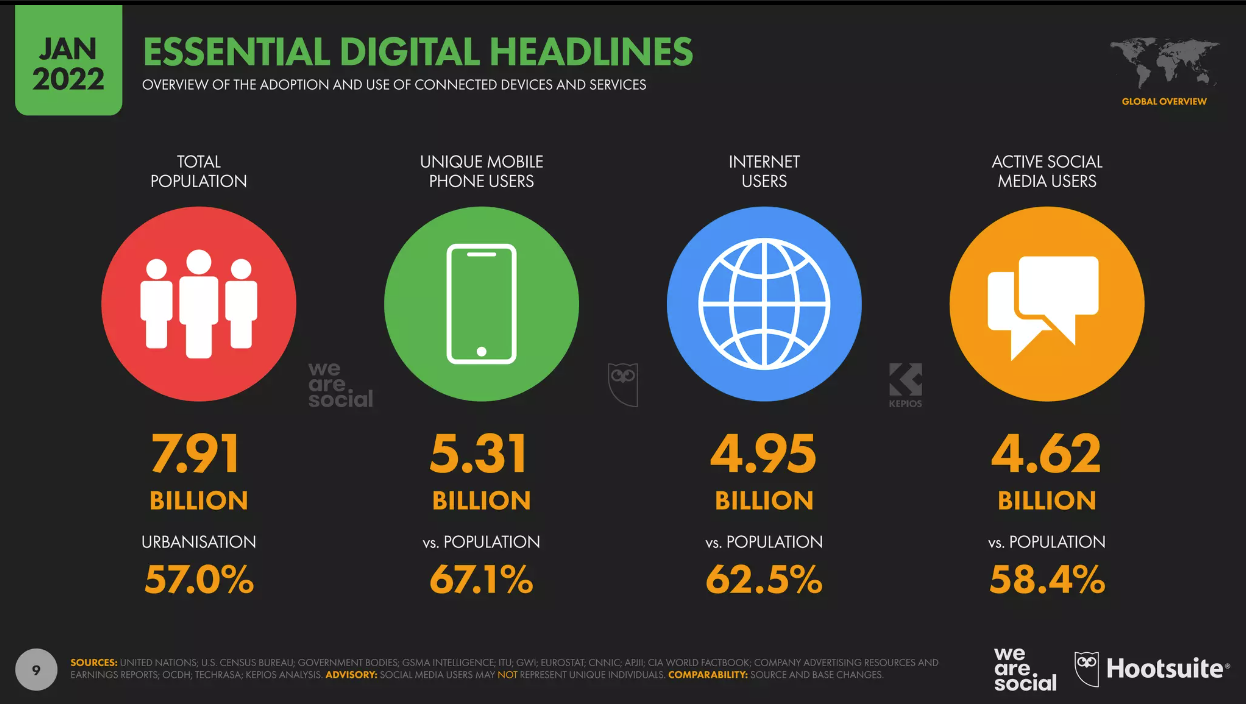 JAN
2022
ESSENTIAL DIGITAL HEADLINES
OVERVIEW OF THE ADOPTION AND USE OF CONNECTED DEVICES AND SERVICES
GLOBAL OVERVIEW
TOTAL
POPULATION
UNIQUE MOBILE
PHONE USERS
INTERNET
USERS
ACTIVE SOCIAL
MEDIA USERS
we
are
social
KEPIOS
7.91
BILLION
URBANISATION
57.0%
5.31
BILLION
vs. POPULATION
67.1%
4.95
BILLION
vs. POPULATION
62.5%
4.62
BILLION
vs. POPULATION
58.4%
9
SOURCES: UNITED NATIONS; U.S. CENSUS BUREAU; GOVERNMENT BODIES; GSMA INTELLIGENCE; ITU; GWI; EUROSTAT; CNNIC; APJII; CIA WORLD FACTBOOK; COMPANY ADVERTISING RESOURCES AND
EARNINGS REPORTS; OCDH; TECHRASA; KEPIOS ANALYSIS. ADVISORY: SOCIAL MEDIA USERS MAY NOT REPRESENT UNIQUE INDIVIDUALS. COMPARABILITY: SOURCE AND BASE CHANGES.
we
are
social
Hootsuite®